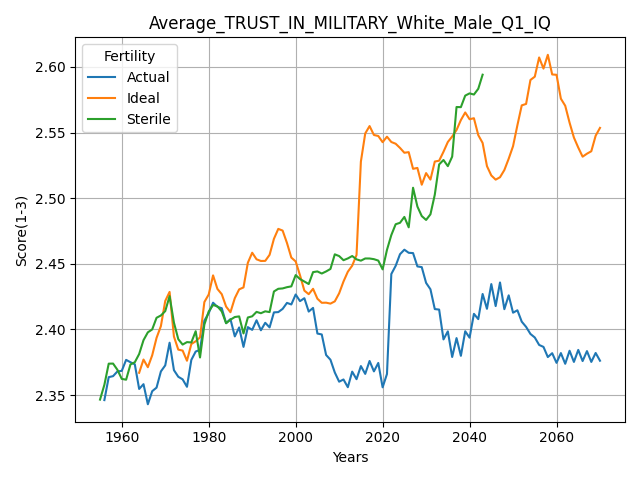 Average_TRUST_IN_MILITARY_White_Male_Q1_IQ
Fertility
Actual
Ideal
Sterile
Score(1-3)
2.60
2.55
2.50
2.45
2.40
2.35
1960 1980 2000 2020 2040 2060
Years